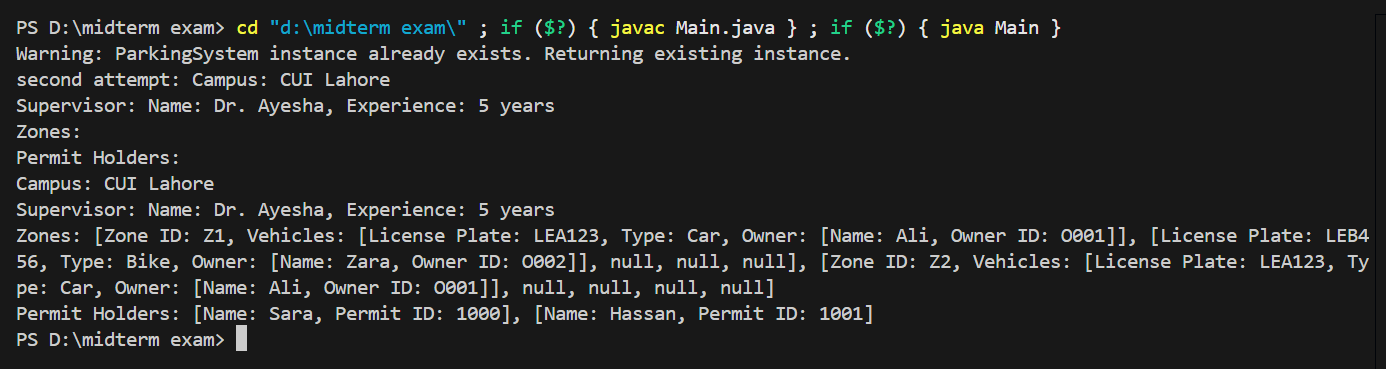 PS D:\midterm exam> cd "d:\midterm exam\" ; if ($?) { javac Main.java } ; if ($?) { java Main }
Warning: ParkingSystem instance already exists. Returning existing instance.
second attempt: Campus: CUI Lahore
Supervisor: Name: Dr. Ayesha, Experience: 5 years
Zones:
Permit Holders:
Campus: CUI Lahore
Supervisor: Name: Dr. Ayesha, Experience: 5 years
Zones: [Zone ID: Z1, Vehicles: [License Plate: LEA123, Type: Car, Owner: [Name: Ali, Owner ID: O001]], [License Plate: LEB4
56, Type: Bike, Owner: [Name: Zara, Owner ID: O002]], null, null, null], [Zone ID: Z2, Vehicles: [License Plate: LEA123, Ty
pe: Car, Owner: [Name: Ali, Owner ID: O001]], null, null, null, null]
Permit Holders: [Name: Sara, Permit ID: 1000], [Name: Hassan, Permit ID: 1001]
PS D:\midterm exam>